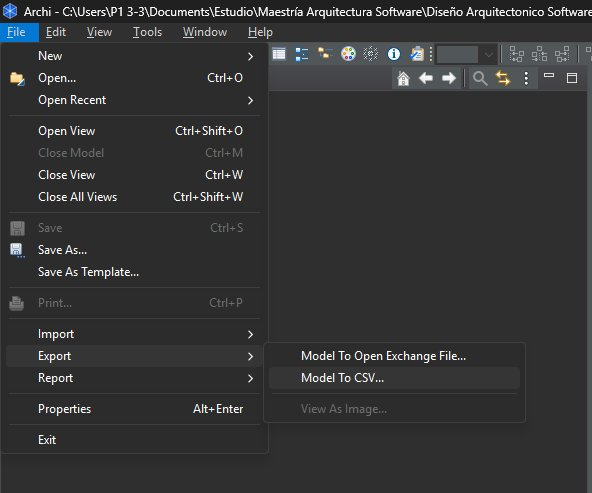 Archi - C:\Users\P1 3-3\Documents\Estudio\Maestría Arquitectura Software\Diseño Arquitectonico Software
File Edit View Tools Window Help
New
Open... Ctrl+O
Open Recent
Open View Ctrl+Shift+O
Close Model Ctrl+M
Close View Ctrl+W
Close All Views Ctrl+Shift+W
Save Ctrl+S
Save As...
Save As Template...
Print... Ctrl+P
Import
Export
Model To Open Exchange File...
Report
Model To CSV...
Properties Alt+Enter
View As Image...
Exit